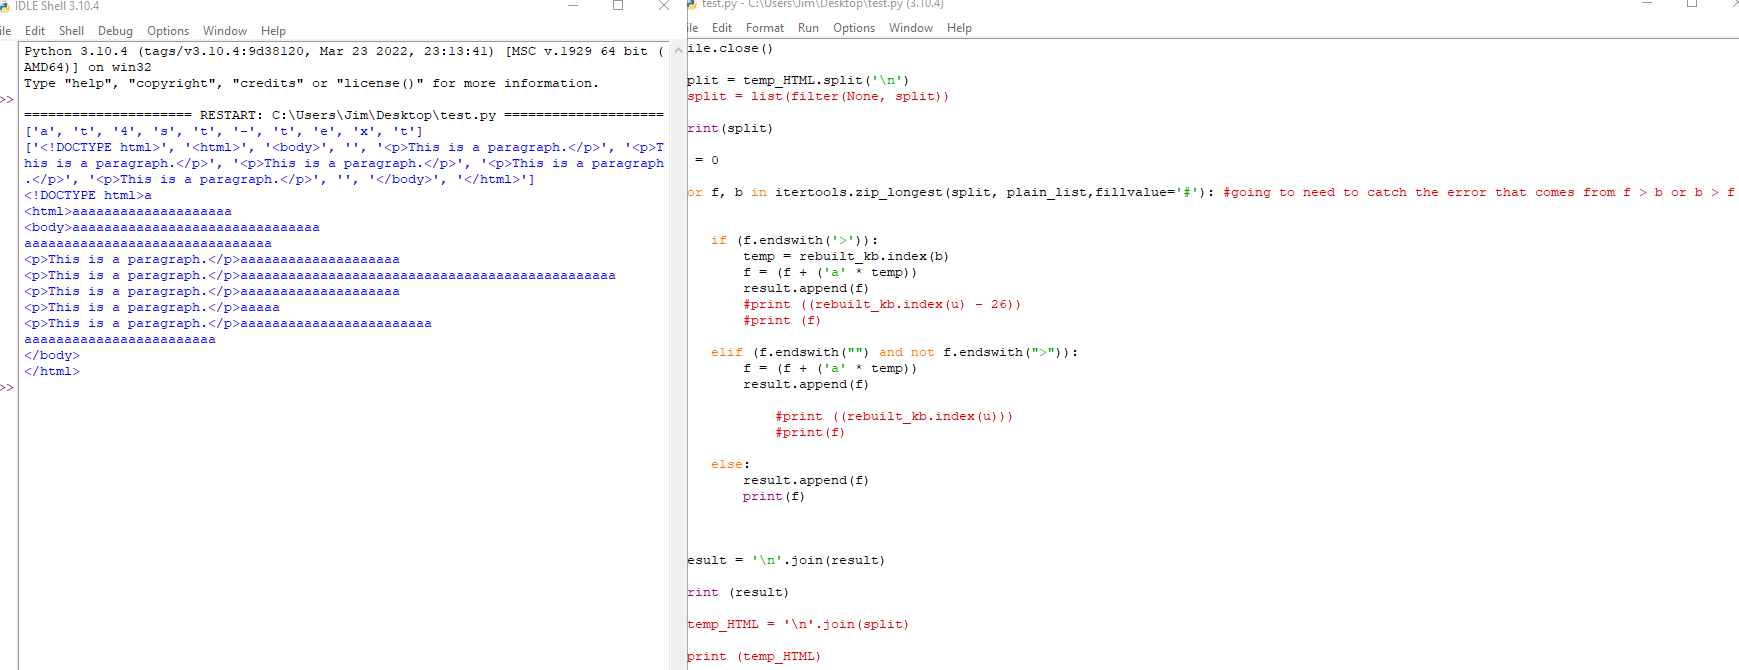 IDLE Shell 3.10.4
ile Edit Shell Debug Options Window Help
Python 3.10.4 (tags/v3.10.4:9d38120, Mar 23 2022, 23:13:41) [MSC v.1929 64 bit (
AMD64)] on win32
Type "help", "copyright", "credits" or "license()" for more information.
>>
===================== RESTART: C:\Users\Jim\Desktop\test.py ====================
['a', 't', '4', 's', 't', '-', 't', 'e', 'x', 't']
['<!DOCTYPE html>', '<html>', '<body>', '', '<p>This is a paragraph.</p>', '<p>T
his is a paragraph.</p>', '<p>This is a paragraph.</p>', '<p>This is a paragraph
.</p>', '<p>This is a paragraph.</p>', '', '</body>', '</html>']
<!DOCTYPE html>a
<html>aaaaaaaaaaaaaaaaaaaa
<body>aaaaaaaaaaaaaaaaaaaaaaaaaaaaaaa
aaaaaaaaaaaaaaaaaaaaaaaaaaaaaaa
<p>This is a paragraph.</p>aaaaaaaaaaaaaaaaaaaa
<p>This is a paragraph.</p>aaaaaaaaaaaaaaaaaaaaaaaaaaaaaaaaaaaaaaaaaaaaaaa
<p>This is a paragraph.</p>aaaaaaaaaaaaaaaaaaaa
<p>This is a paragraph.</p>aaaaa
<p>This is a paragraph.</p>aaaaaaaaaaaaaaaaaaaaaaaa
aaaaaaaaaaaaaaaaaaaaaaaa
</body>
</html>
>>
test.py - C:\Users\Jim\Desktop\test.py (3.10.4)
ile Edit Format Run Options Window Help
ile.close()
plit = temp_HTML.split('\n')
split = list(filter(None, split))
rint(split)
= 0
or f, b in itertools.zip_longest(split, plain_list,fillvalue='#'): #going to need to catch the error that comes from f > b or b > f
if (f.endswith('>')):
temp = rebuilt_kb.index(b)
f = (f + ('a' * temp))
result.append(f)
#print ((rebuilt_kb.index(u) - 26))
#print (f)
elif (f.endswith("") and not f.endswith(">")):
f = (f + ('a' * temp))
result.append(f)
#print ((rebuilt_kb.index(u)))
#print(f)
else:
result.append(f)
print(f)
esult = '\n'.join(result)
rint (result)
temp_HTML = '\n'.join(split)
print (temp_HTML)